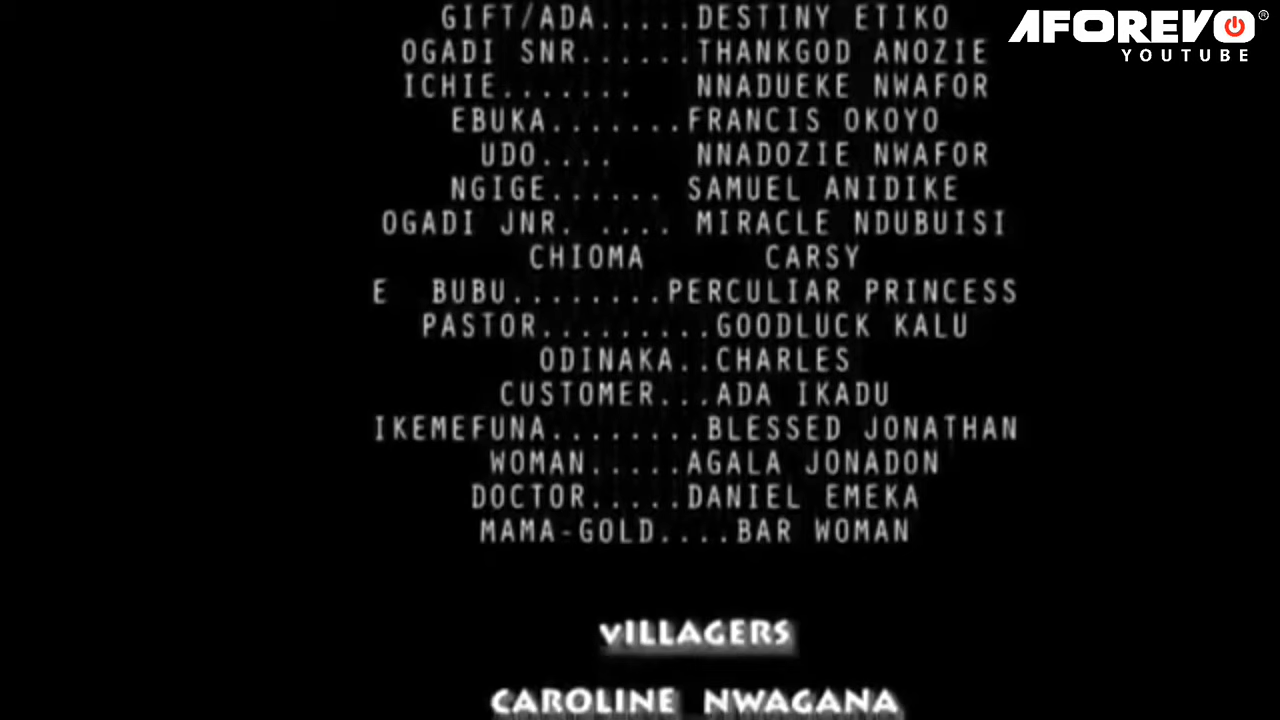 GIFT/ADA.....DESTINY ETIKO
OGADI SNR......THANKGOD ANOZIE
ICHIE....... NNADUEKE NWAFOR
EBUKA.......FRANCIS OKOYO
UDO.... NNADOZIE NWAFOR
NGIGE...... SAMUEL ANIDIKE
OGADI JNR. .... MIRACLE NDUBUISI
CHIOMA CARSY
E BUBU........PERCULIAR PRINCESS
PASTOR.........GOODLUCK KALU
ODINAKA..CHARLES
CUSTOMER...ADA IKADU
IKEMEFUNA........BLESSED JONATHAN
WOMAN.....AGALA JONADON
DOCTOR.....DANIEL EMEKA
MAMA-GOLD....BAR WOMAN
vILLAGERS
CAROLINE NWAGANA
AFOREVO®
YOUTUBE